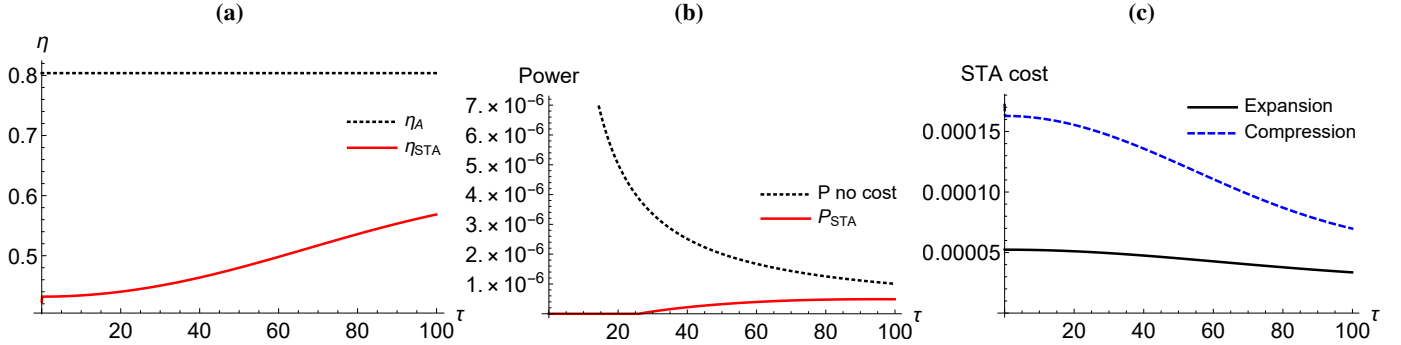 (a)
η
0.8
0.7
0.6
0.5
η_A
η_STA
20 40 60 80 100 τ
(b)
Power
7. × 10⁻⁶
6. × 10⁻⁶
5. × 10⁻⁶
4. × 10⁻⁶
3. × 10⁻⁶
2. × 10⁻⁶
1. × 10⁻⁶
P no cost
P_STA
20 40 60 80 100 τ
(c)
STA cost
0.00015
0.00010
0.00005
Expansion
Compression
20 40 60 80 100 τ